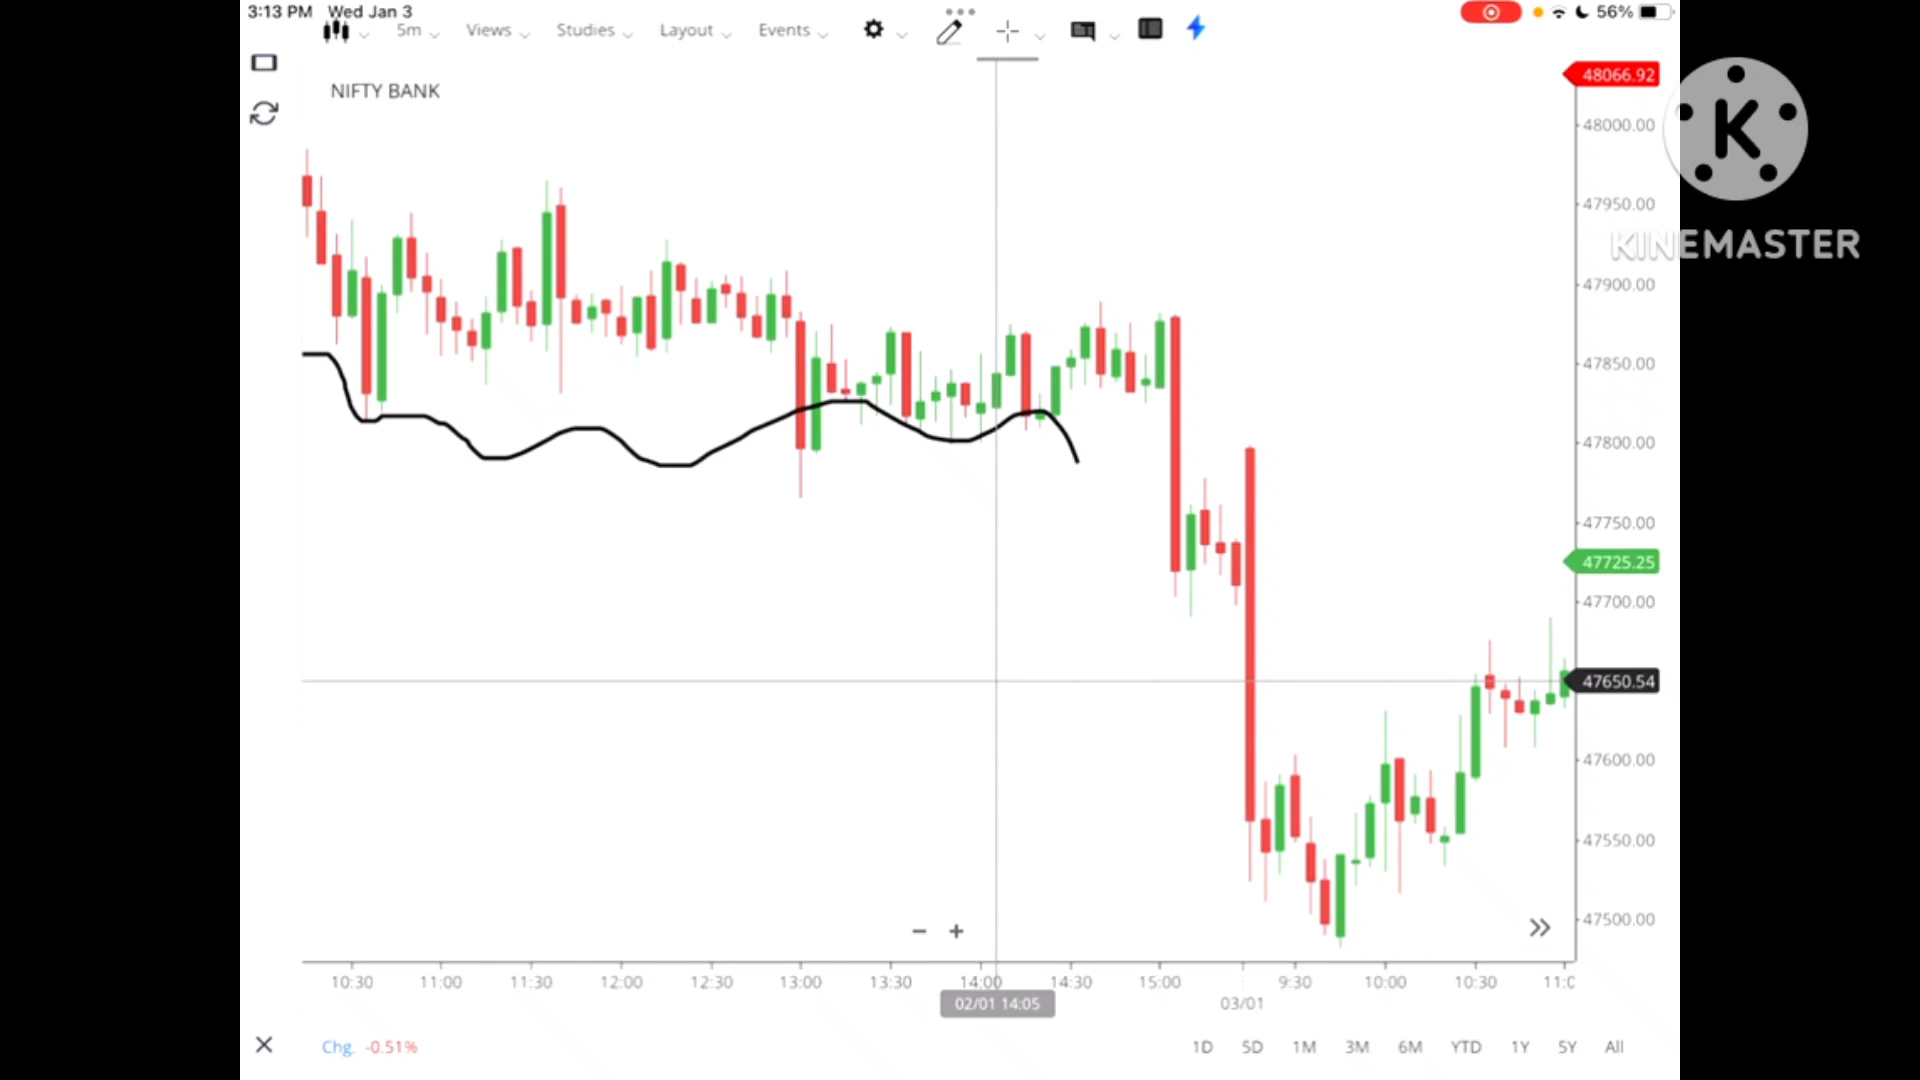 3:13 PM Wed Jan 3
56%
5m Views Studies Layout Events
NIFTY BANK
48066.92
48000.00
47950.00
47900.00
47850.00
47800.00
47750.00
47725.25
47700.00
47650.54
47600.00
47550.00
47500.00
K
KINEMASTER
10:30 11:00 11:30 12:00 12:30 13:00 13:30 14:00 14:30 15:00 9:30 10:00 10:30
02/01 14:05
03/01
Chg. -0.51%
1D 5D 1M 3M 6M YTD 1Y 5Y All